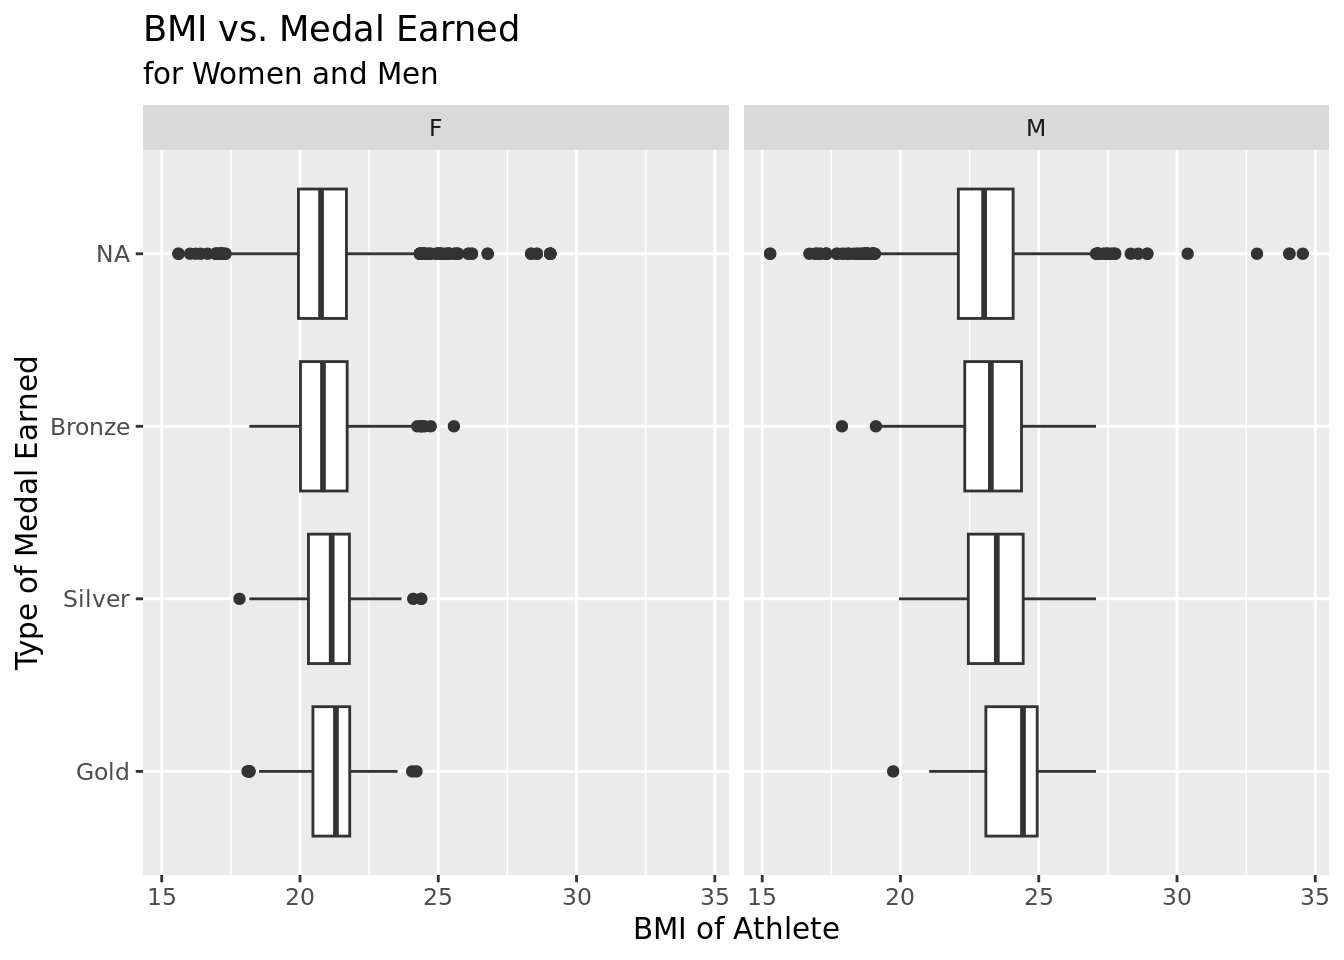 BMI vs. Medal Earned
for Women and Men
F
M
Type of Medal Earned
NA
Bronze
Silver
Gold
15 20 25 30 35
15 20 25 30 35
BMI of Athlete